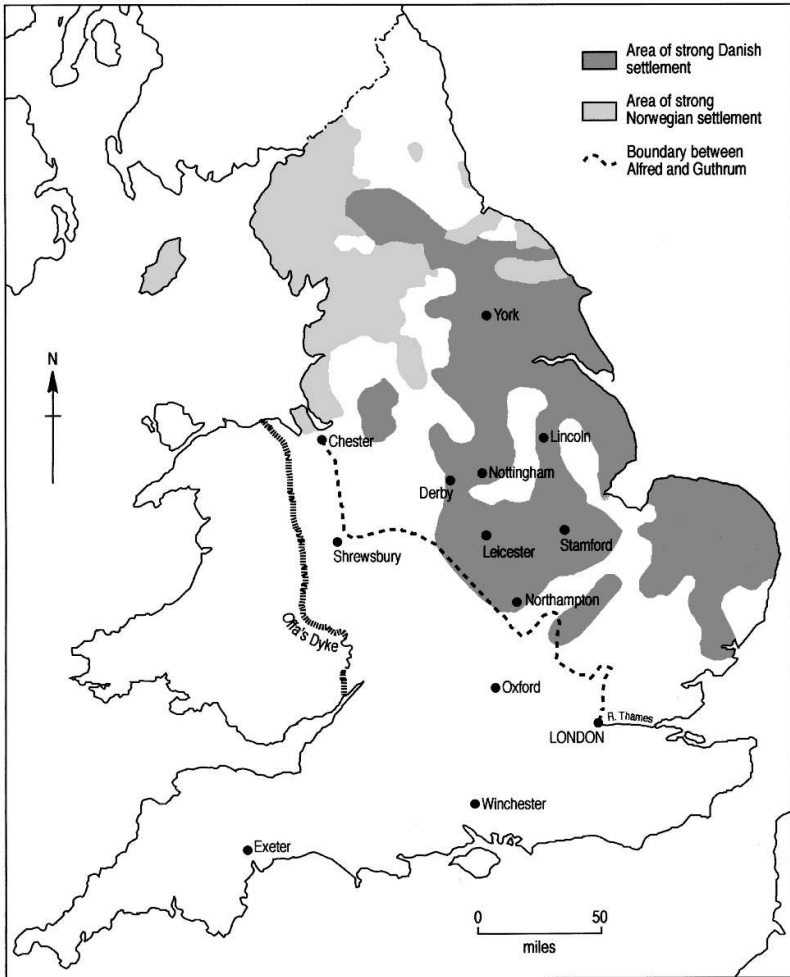 Area of strong Danish
settlement
Area of strong
Norwegian settlement
Boundary between
Alfred and Guthrum
York
N
Chester
Lincoln
Nottingham
Derby
Shrewsbury
Leicester
Stamford
Northampton
Offa's Dyke
Oxford
R. Thames
LONDON
Winchester
Exeter
0 50
miles